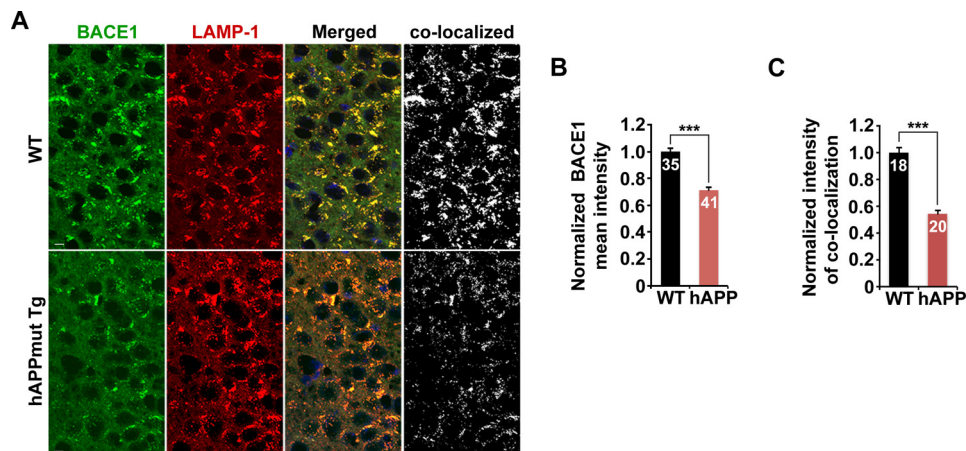 A
BACE1 LAMP-1 Merged co-localized
WT
hAPPmut Tg
B
Normalized BACE1
mean intensity
1.2
1
0.8
0.6
0.4
0.2
0
***
35
41
WT hAPP
C
Normalized intensity
of co-localization
1.2
1
0.8
0.6
0.4
0.2
0
***
18
20
WT hAPP